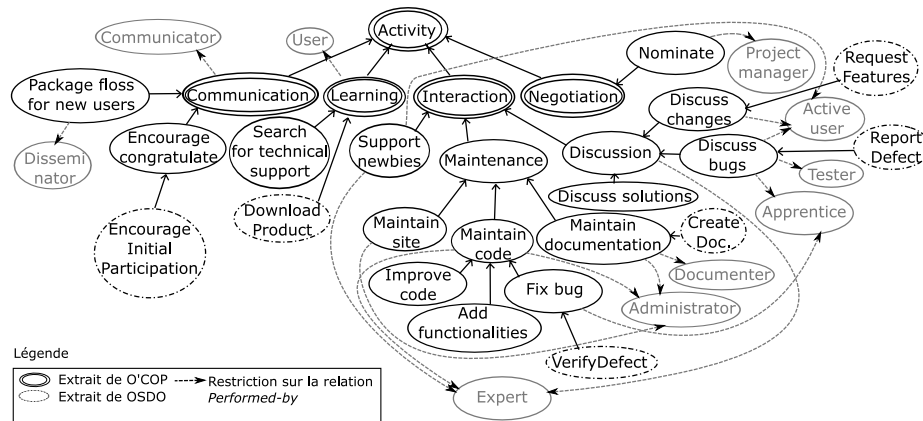 Activity
Communicator
User
Nominate
Project
manager
Request
Features
Package floss
for new users
Communication
Learning
Interaction
Negotiation
Discuss
changes
Active
user
Encourage
congratulate
Search
for technical
support
Support
newbies
Maintenance
Discussion
Discuss
bugs
Report
Defect
Dissemi
nator
Tester
Discuss solutions
Apprentice
Encourage
Initial
Participation
Download
Product
Maintain
site
Maintain
code
Maintain
documentation
Create
Doc.
Documenter
Improve
code
Fix bug
Administrator
Add
functionalities
VerifyDefect
Expert
Légende
Extrait de O'COP
Extrait de OSDO
Restriction sur la relation
Performed-by